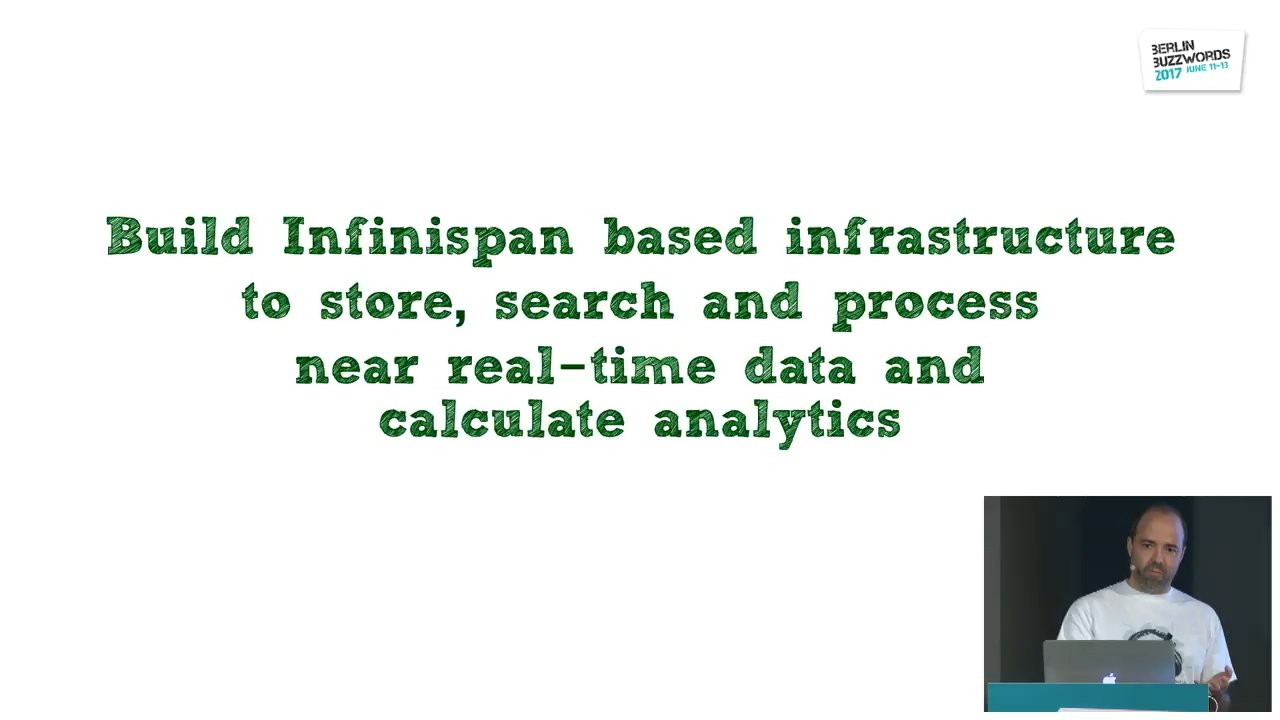 BERLIN
BUZZWORDS
2017 JUNE 11-13
Build Infinispan based infrastructure
to store, search and process
near real-time data and
calculate analytics